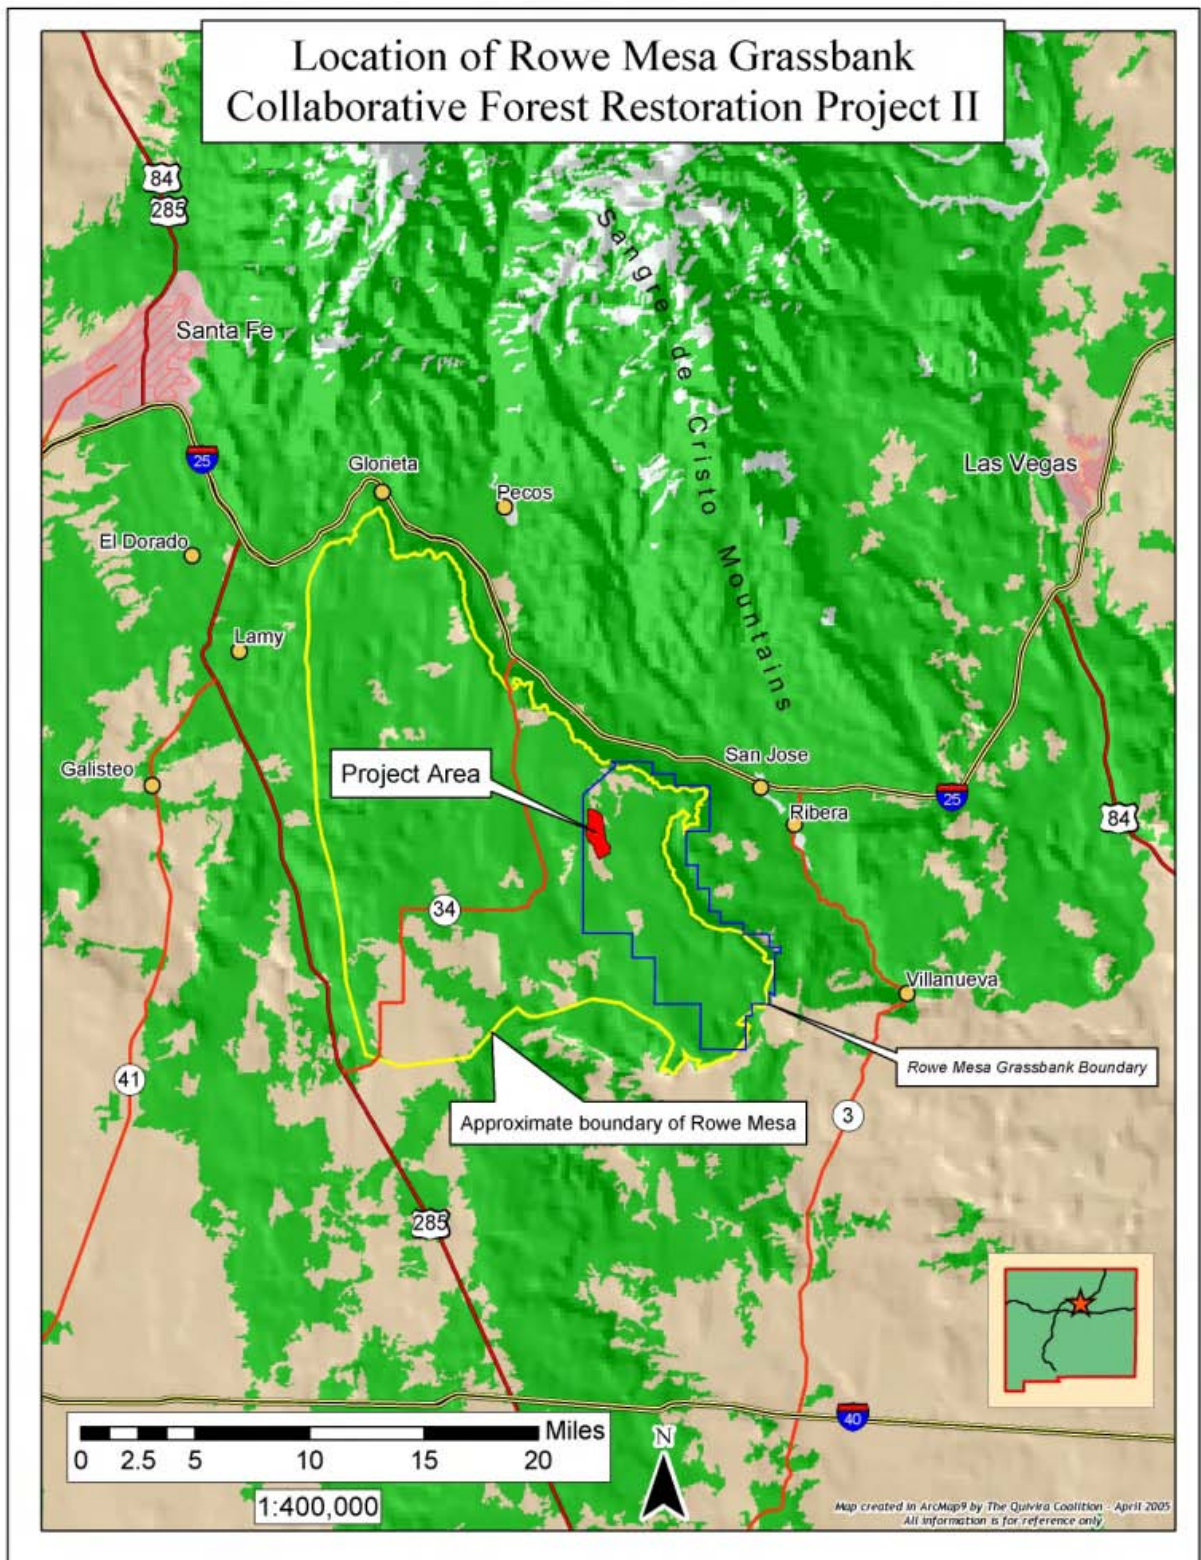 Location of Rowe Mesa Grassbank
Collaborative Forest Restoration Project II
84
285
Santa Fe
Sangre de Cristo Mountains
25
Glorieta
Pecos
Las Vegas
El Dorado
Lamy
Galisteo
Project Area
San Jose
Ribera
25
84
34
Villanueva
Rowe Mesa Grassbank Boundary
41
Approximate boundary of Rowe Mesa
3
285
40
Miles
0 2.5 5 10 15 20
N
1:400,000
Map created in ArcMap9 by The Quivira Coalition - April 2005
All information is for reference only